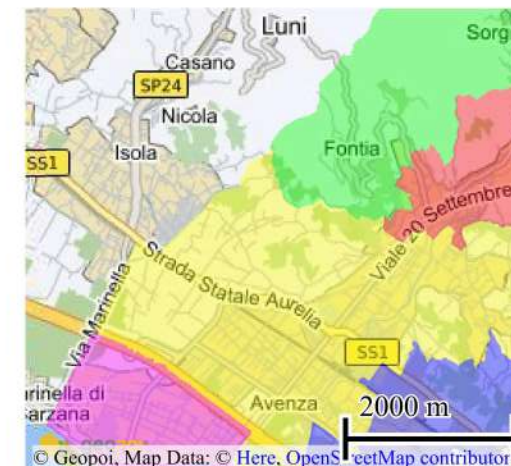 Luni
Sorg
Casano
SP24
Nicola
Isola
Fontia
SS1
Viale 20 Settembre
Strada Statale Aurelia
Via Marinella
SS1
Avenza
2000 m
rinella di
Sarzana
© Geopoi, Map Data: © Here, OpenStreetMap contributor